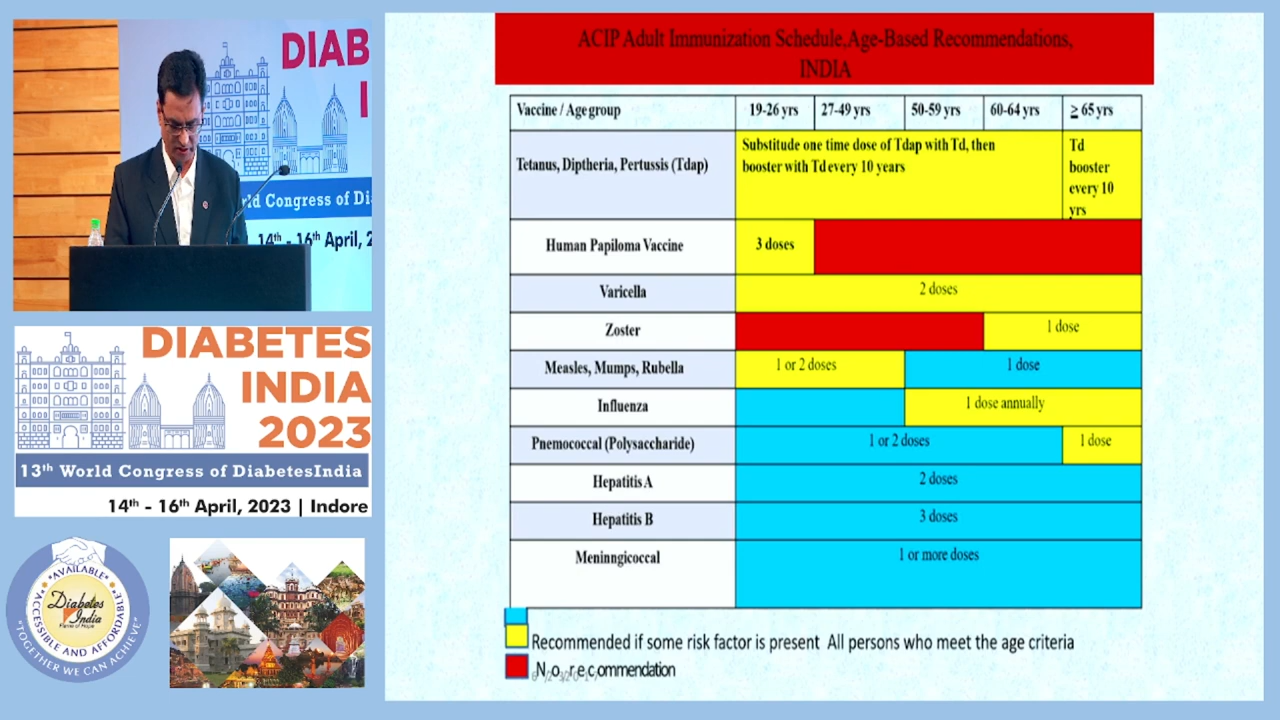 DIAB
I
rld Congress of Di
14th - 16th April, 2
DIABETES
INDIA
2023
13th World Congress of DiabetesIndia
14th - 16th April, 2023 | Indore
*AVAILABLE*
*ACCESSIBLE AND AFFORDABLE*
"TOGETHER WE CAN ACHIEVE"
Diabetes
India
ACIP Adult Immunization Schedule,Age-Based Recommendations,
INDIA
Vaccine / Age group 19-26 yrs 27-49 yrs 50-59 yrs 60-64 yrs ≥ 65 yrs
Tetanus, Diptheria, Pertussis (Tdap)
Substitute one time dose of Tdap with Td, then
booster with Td every 10 years
Td
booster
every 10
yrs
Human Papiloma Vaccine 3 doses
Varicella 2 doses
Zoster 1 dose
Measles, Mumps, Rubella 1 or 2 doses 1 dose
Influenza 1 dose annually
Pnemococcal (Polysaccharide) 1 or 2 doses 1 dose
Hepatitis A 2 doses
Hepatitis B 3 doses
Meninngicoccal 1 or more doses
Recommended if some risk factor is present All persons who meet the age criteria
No recommendation